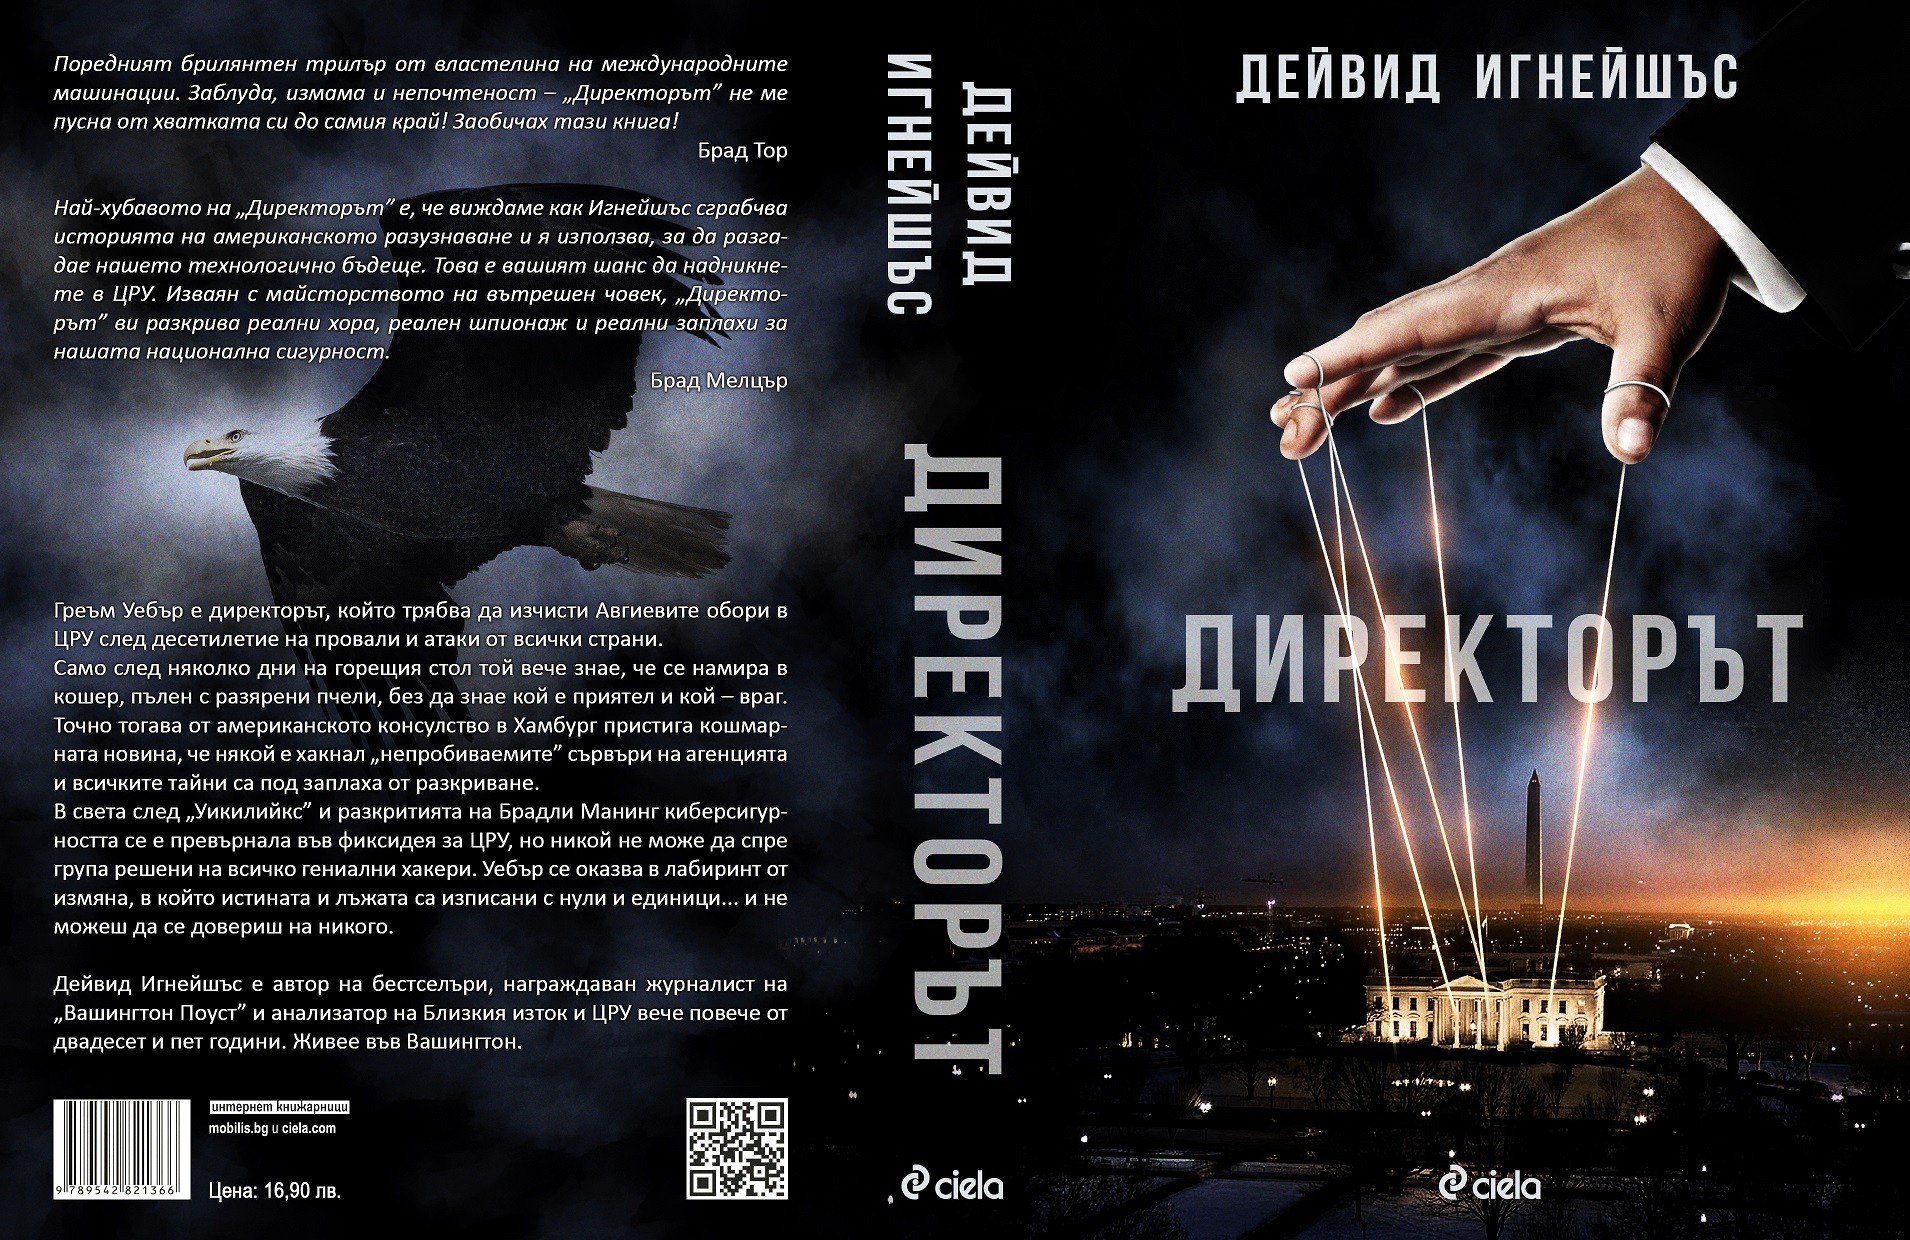 Поредният брилянтен трилър от властелина на международните
машинации. Заблуда, измама и непочтеност – „Директорът” не ме
пусна от хватката си до самия край! Заобичах тази книга!
Брад Тор
Най-хубавото на „Директорът” е, че виждаме как Игнейшъс сграбчва
историята на американското разузнаване и я използва, за да разга-
дае нашето технологично бъдеще. Това е вашият шанс да надникне-
те в ЦРУ. Изваян с майсторството на вътрешен човек, „Директо-
рът” ви разкрива реални хора, реален шпионаж и реални заплахи за
нашата национална сигурност.
Брад Мелцър
Греъм Уебър е директорът, който трябва да изчисти Авгиевите обори в
ЦРУ след десетилетие на провали и атаки от всички страни.
Само след няколко дни на горещия стол той вече знае, че се намира в
кошер, пълен с разярени пчели, без да знае кой е приятел и кой – враг.
Точно тогава от американското консулство в Хамбург пристига кошмар-
ната новина, че някой е хакнал „непробиваемите” сървъри на агенцията
и всичките тайни са под заплаха от разкриване.
В света след „Уикилийкс” и разкритията на Брадли Манинг киберсигур-
ността се е превърнала във фиксидея за ЦРУ, но никой не може да спре
група решени на всичко гениални хакери. Уебър се оказва в лабиринт от
измяна, в който истината и лъжата са изписани с нули и единици... и не
можеш да се довериш на никого.
Дейвид Игнейшъс е автор на бестселъри, награждаван журналист на
„Вашингтон Поуст” и анализатор на Близкия изток и ЦРУ вече повече от
двадесет и пет години. Живее във Вашингтон.
9 789542 821366
интернет книжарници
mobilis.bg и ciela.com
Цена: 16,90 лв.
ДЕЙВИД
ИГНЕЙШЪС
ДИРЕКТОРЪТ
ciela
ДЕЙВИД ИГНЕЙШЪС
ДИРЕКТОРЪТ
ciela